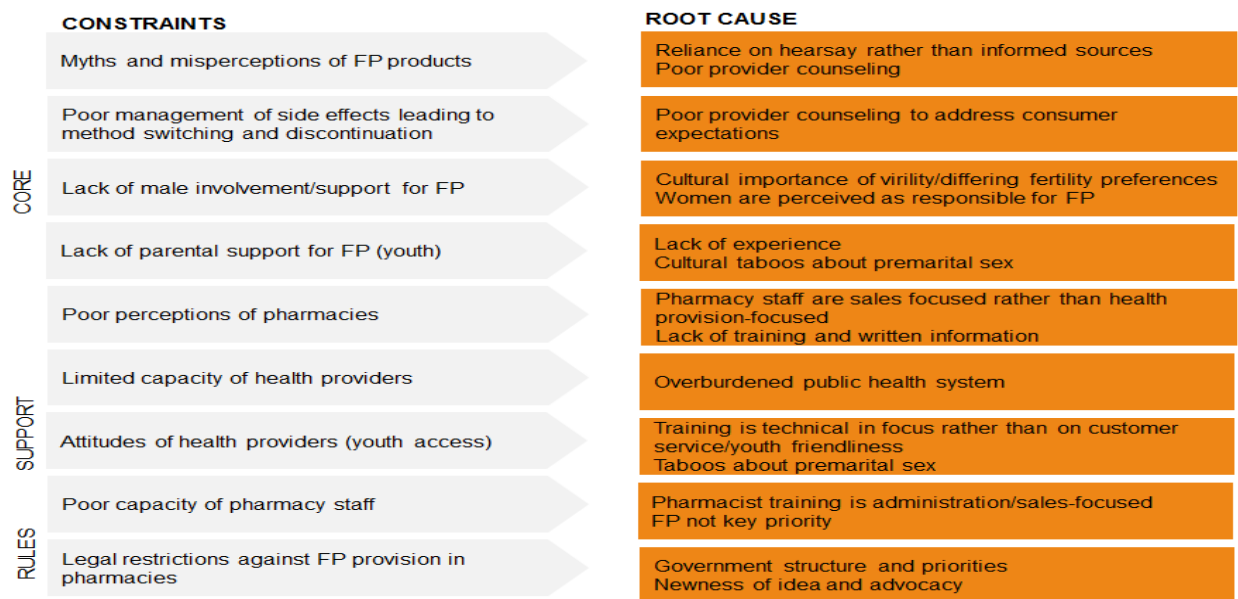 CONSTRAINTS
ROOT CAUSE
CORE
Myths and misperceptions of FP products
Reliance on hearsay rather than informed sources
Poor provider counseling
Poor management of side effects leading to
method switching and discontinuation
Poor provider counseling to address consumer
expectations
Lack of male involvement/support for FP
Cultural importance of virility/differing fertility preferences
Women are perceived as responsible for FP
Lack of parental support for FP (youth)
Lack of experience
Cultural taboos about premarital sex
Poor perceptions of pharmacies
Pharmacy staff are sales focused rather than health
provision-focused
Lack of training and written information
SUPPORT
Limited capacity of health providers
Overburdened public health system
Attitudes of health providers (youth access)
Training is technical in focus rather than on customer
service/youth friendliness
Taboos about premarital sex
Poor capacity of pharmacy staff
Pharmacist training is administration/sales-focused
FP not key priority
RULES
Legal restrictions against FP provision in
pharmacies
Government structure and priorities
Newness of idea and advocacy